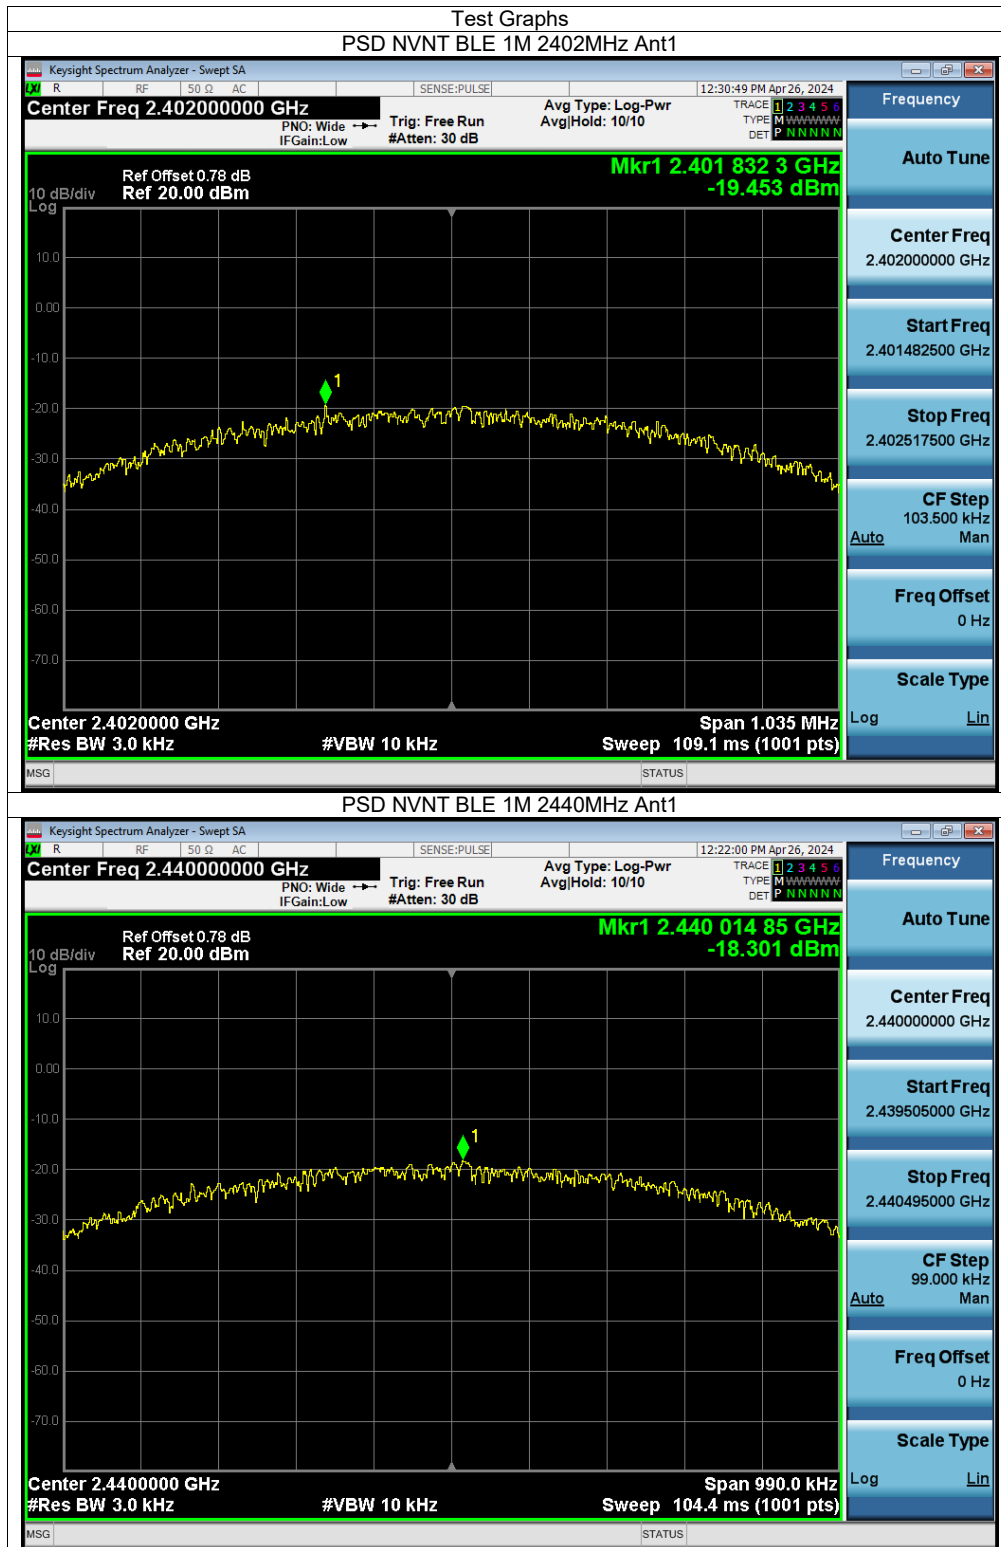 Test Graphs
PSD NVNT BLE 1M 2402MHz Ant1
Keysight Spectrum Analyzer - Swept SA
LXI R RF 50 Ω AC SENSE:PULSE 12:30:49 PM Apr 26, 2024
Center Freq 2.402000000 GHz
PNO: Wide
IFGain:Low
Trig: Free Run
#Atten: 30 dB
Avg Type: Log-Pwr
Avg|Hold: 10/10
TRACE 1 2 3 4 5 6
TYPE M WWWWW
DET P N N N N N
Frequency
Mkr1 2.401 832 3 GHz
-19.453 dBm
Ref Offset 0.78 dB
10 dB/div Ref 20.00 dBm
Log
10.0
0.00
-10.0
-20.0
-30.0
-40.0
-50.0
-60.0
-70.0
1
Center 2.4020000 GHz Span 1.035 MHz
#Res BW 3.0 kHz #VBW 10 kHz Sweep 109.1 ms (1001 pts)
MSG STATUS
Auto Tune
Center Freq
2.402000000 GHz
Start Freq
2.401482500 GHz
Stop Freq
2.402517500 GHz
CF Step
103.500 kHz
Auto Man
Freq Offset
0 Hz
Scale Type
Log Lin
PSD NVNT BLE 1M 2440MHz Ant1
Keysight Spectrum Analyzer - Swept SA
LXI R RF 50 Ω AC SENSE:PULSE 12:22:00 PM Apr 26, 2024
Center Freq 2.440000000 GHz
PNO: Wide
IFGain:Low
Trig: Free Run
#Atten: 30 dB
Avg Type: Log-Pwr
Avg|Hold: 10/10
TRACE 1 2 3 4 5 6
TYPE M WWWWW
DET P N N N N N
Frequency
Mkr1 2.440 014 85 GHz
-18.301 dBm
Ref Offset 0.78 dB
10 dB/div Ref 20.00 dBm
Log
10.0
0.00
-10.0
-20.0
-30.0
-40.0
-50.0
-60.0
-70.0
1
Center 2.4400000 GHz Span 990.0 kHz
#Res BW 3.0 kHz #VBW 10 kHz Sweep 104.4 ms (1001 pts)
MSG STATUS
Auto Tune
Center Freq
2.440000000 GHz
Start Freq
2.439505000 GHz
Stop Freq
2.440495000 GHz
CF Step
99.000 kHz
Auto Man
Freq Offset
0 Hz
Scale Type
Log Lin